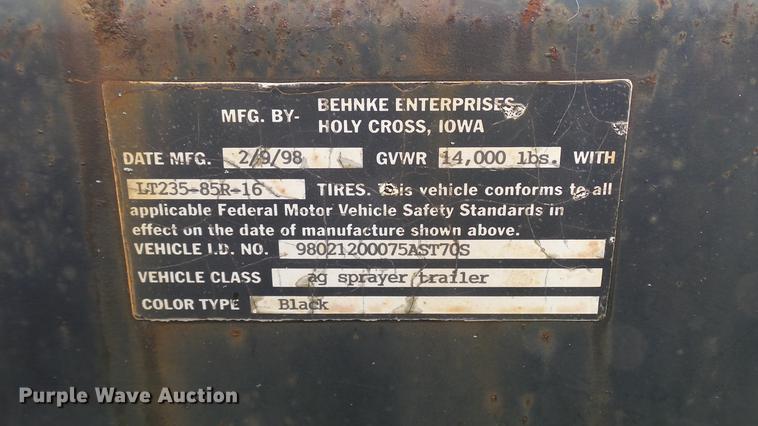 MFG. BY- BEHNKE ENTERPRISES
HOLY CROSS, IOWA
DATE MFG. 2/9/98 GVWR 14,000 lbs. WITH
LT235-85R-16 TIRES. This vehicle conforms to all
applicable Federal Motor Vehicle Safety Standards in
effect on the date of manufacture shown above.
VEHICLE I.D. NO. 98021200075AST70S
VEHICLE CLASS ag sprayer trailer
COLOR TYPE Black
Purple Wave Auction